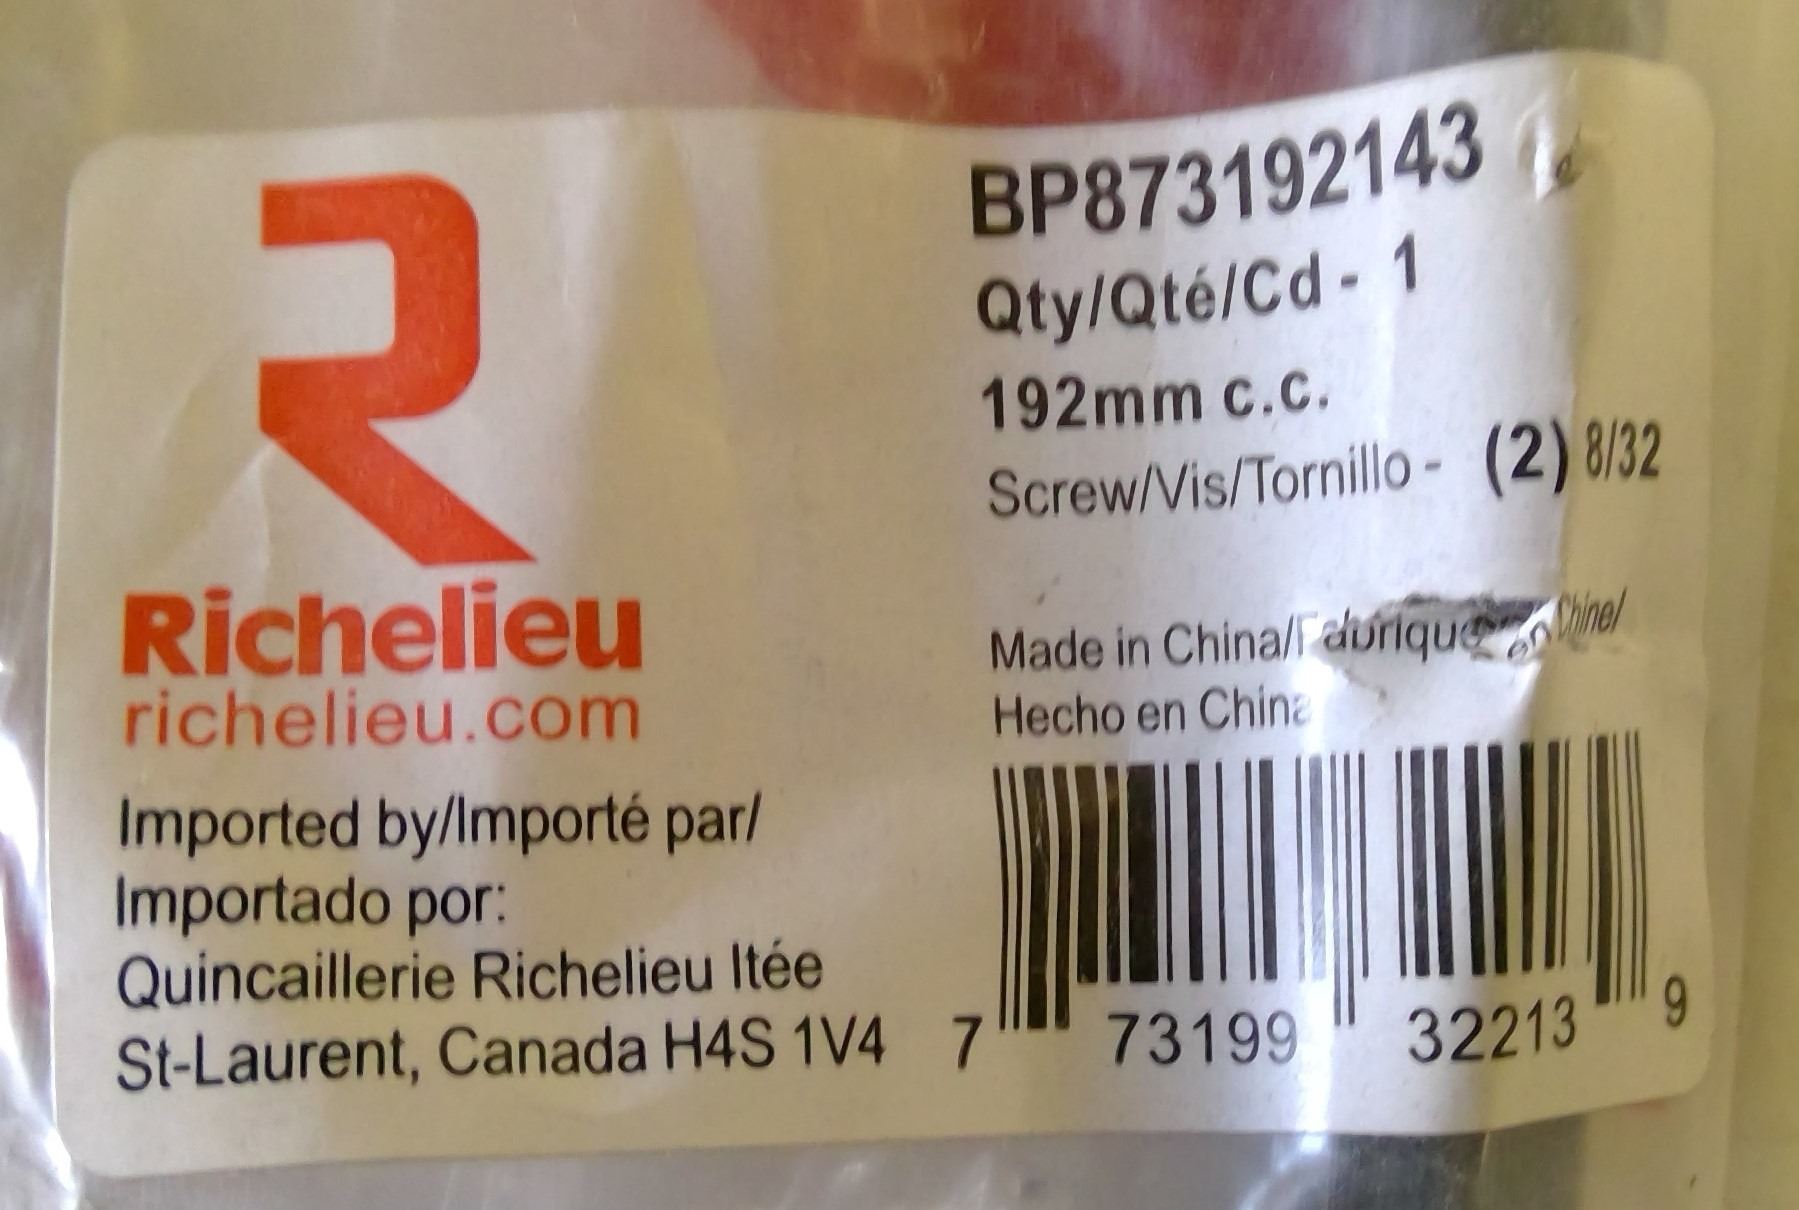 R
Richelieu
richelieu.com
Imported by/Importé par/
Importado por:
Quincaillerie Richelieu ltée
St-Laurent, Canada H4S 1V4
BP873192143
Qty/Qté/Cd - 1
192mm c.c.
Screw/Vis/Tornillo - (2) 8/32
Made in China/Fabriqué en Chine/
Hecho en China
7 73199 32213 9